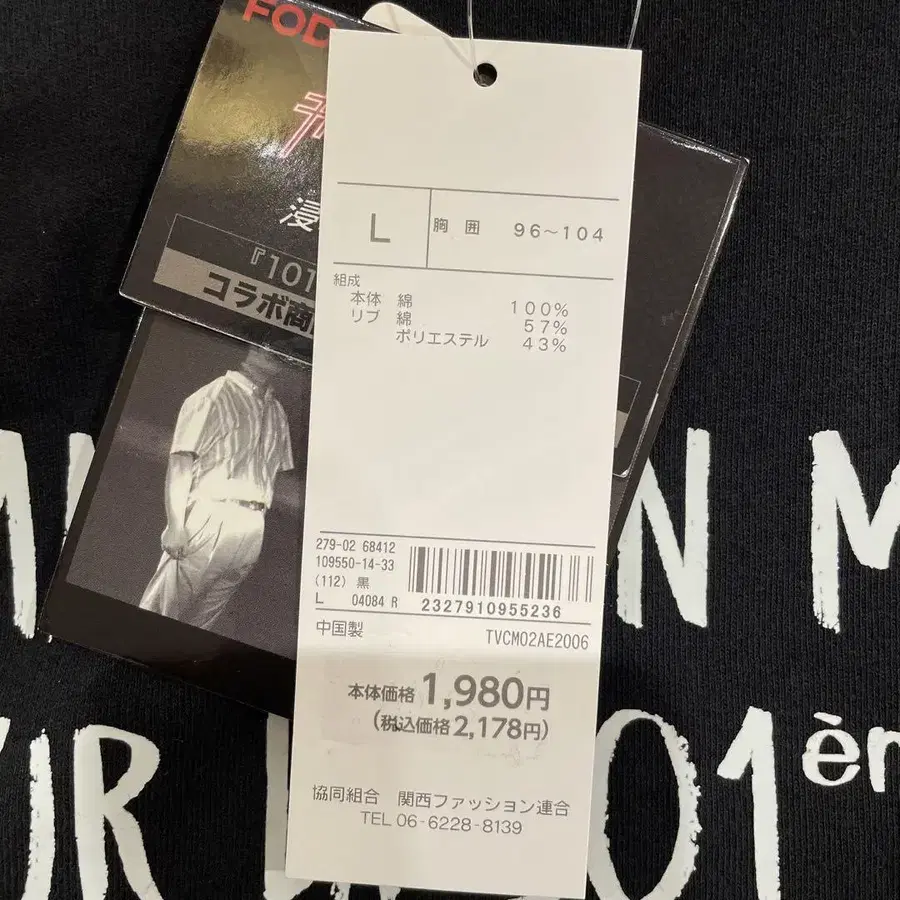 FOD
浸
『101
コラボ商
L 胸囲 96～104
組成
本体 綿 100%
リブ 綿 57%
ポリエステル 43%
279-02 68412
109550-14-33
(112) 黒
L 04084 R
2327910955236
中国製 TVCM02AE2006
本体価格 1,980円
(税込価格2,178円)
協同組合 関西ファッション連合
TEL 06-6228-8139
N M
01èm